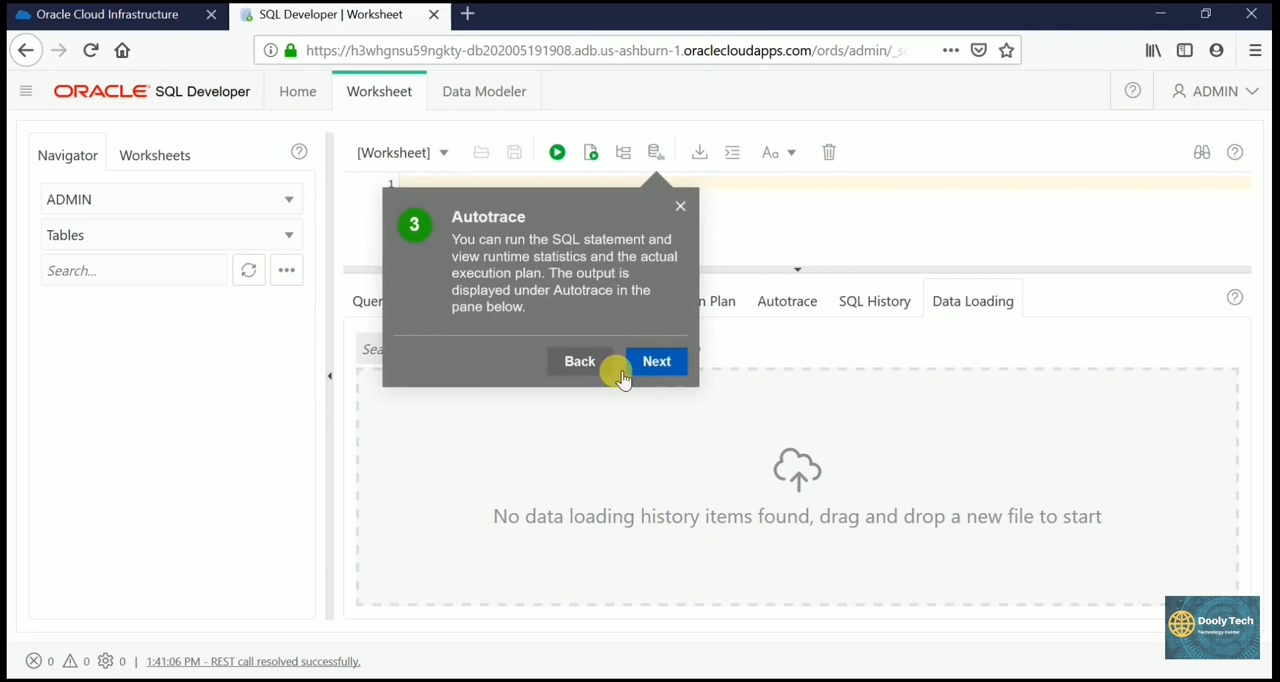 Oracle Cloud Infrastructure
SQL Developer | Worksheet
https://h3whgnsu59ngkty-db202005191908.adb.us-ashburn-1.oraclecloudapps.com/ords/admin/_s
ORACLE SQL Developer
Home
Worksheet
Data Modeler
ADMIN
Navigator
Worksheets
[Worksheet]
Aa
ADMIN
Tables
Search...
1
3
Autotrace
You can run the SQL statement and
view runtime statistics and the actual
execution plan. The output is
displayed under Autotrace in the
pane below.
Back
Next
Plan
Autotrace
SQL History
Data Loading
No data loading history items found, drag and drop a new file to start
Dooly Tech
Technology Insider
0
0
0
|
1:41:06 PM - REST call resolved successfully.